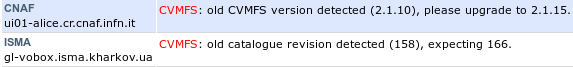 CNAF
ui01-alice.cr.cnaf.infn.it
CVMFS: old CVMFS version detected (2.1.10), please upgrade to 2.1.15.
ISMA
gl-vobox.isma.kharkov.ua
CVMFS: old catalogue revision detected (158), expecting 166.